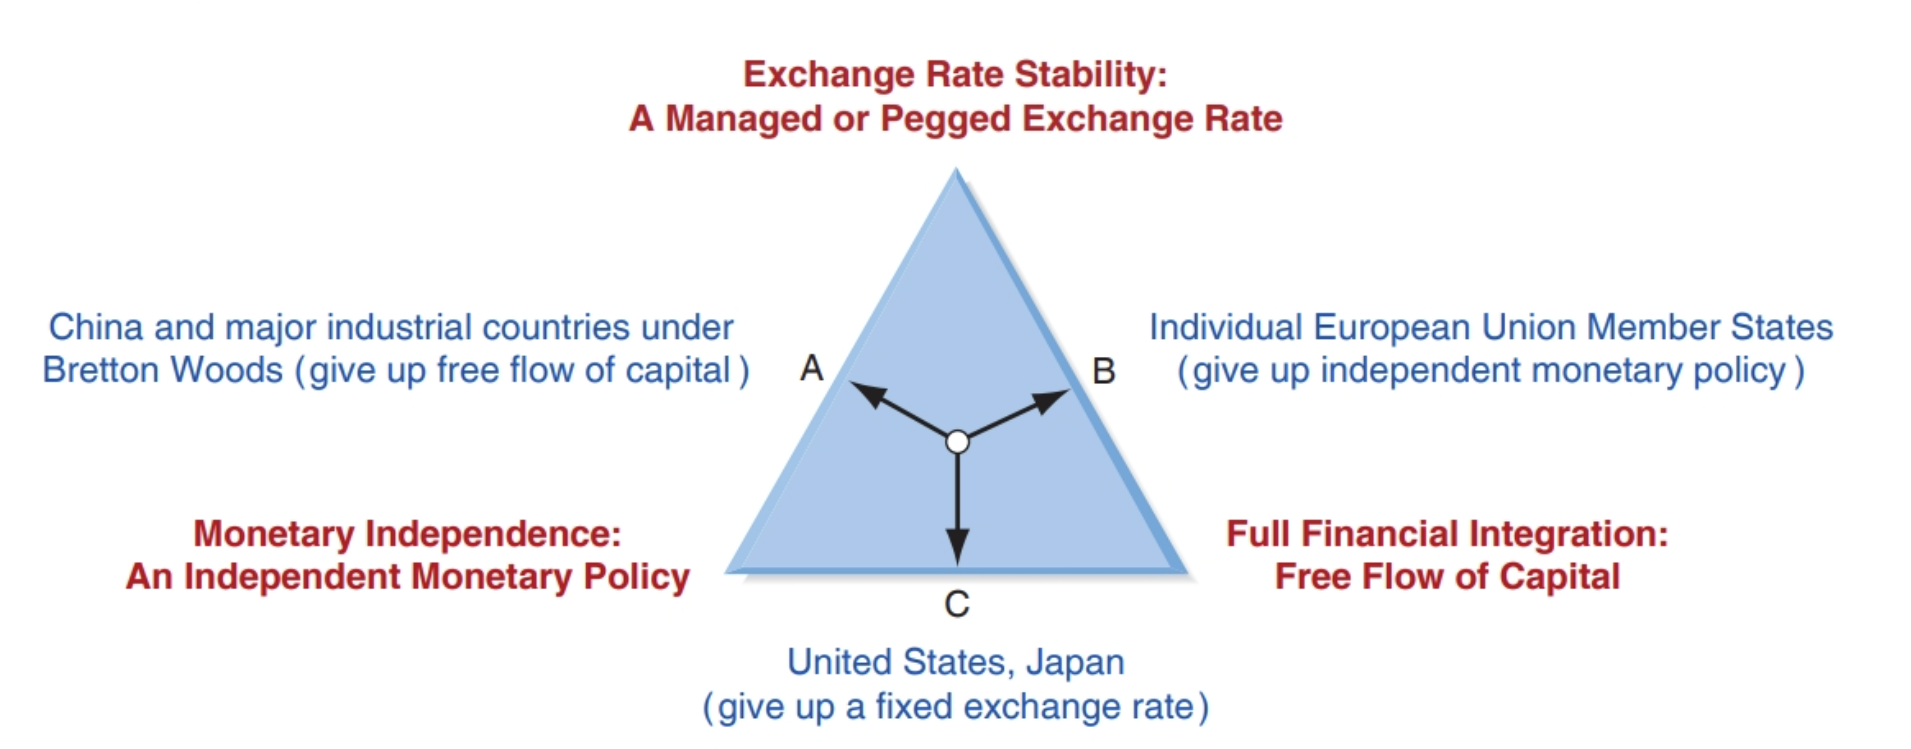 Exchange Rate Stability:
A Managed or Pegged Exchange Rate
China and major industrial countries under
Bretton Woods (give up free flow of capital)
A
B
Individual European Union Member States
(give up independent monetary policy)
Monetary Independence:
An Independent Monetary Policy
Full Financial Integration:
Free Flow of Capital
C
United States, Japan
(give up a fixed exchange rate)